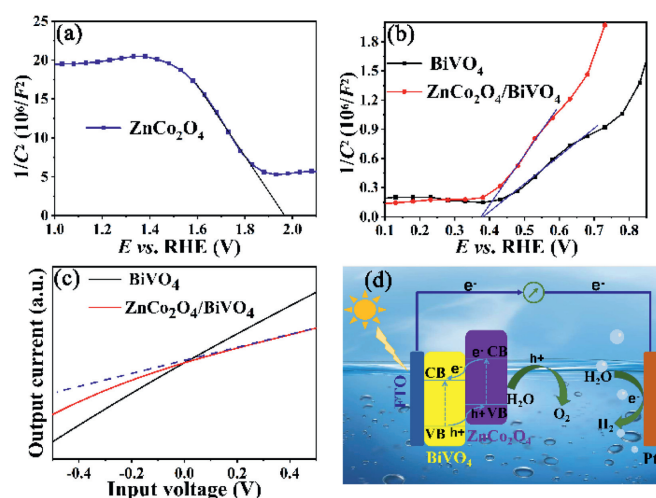 (a)
1/C² (10⁶/F²)
25
20
15
10
5
0
ZnCo₂O₄
1.0 1.2 1.4 1.6 1.8 2.0
E vs. RHE (V)
(b)
1/C² (10⁶/F²)
1.8
1.5
1.2
0.9
0.6
0.3
0.0
BiVO₄
ZnCo₂O₄/BiVO₄
0.1 0.2 0.3 0.4 0.5 0.6 0.7 0.8
E vs. RHE (V)
(c)
Output current (a.u.)
BiVO₄
ZnCo₂O₄/BiVO₄
-0.4 -0.2 0.0 0.2 0.4
Input voltage (V)
(d)
e⁻ e⁻
FTO
CB e⁻ e⁻ CB
VB h⁺ h⁺ VB
BiVO₄
ZnCo₂O₄
h⁺
H₂O
O₂
H₂O
e⁻
H₂
Pt